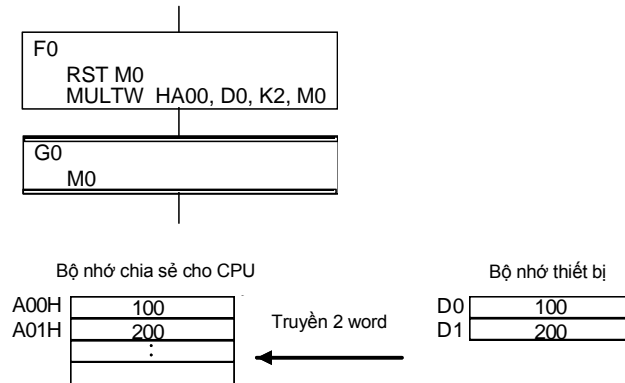 F0
RST M0
MULTW HA00, D0, K2, M0
G0
M0
Bộ nhớ chia sẻ cho CPU
Bộ nhớ thiết bị
A00H 100
A01H 200
:
Truyền 2 word
D0 100
D1 200